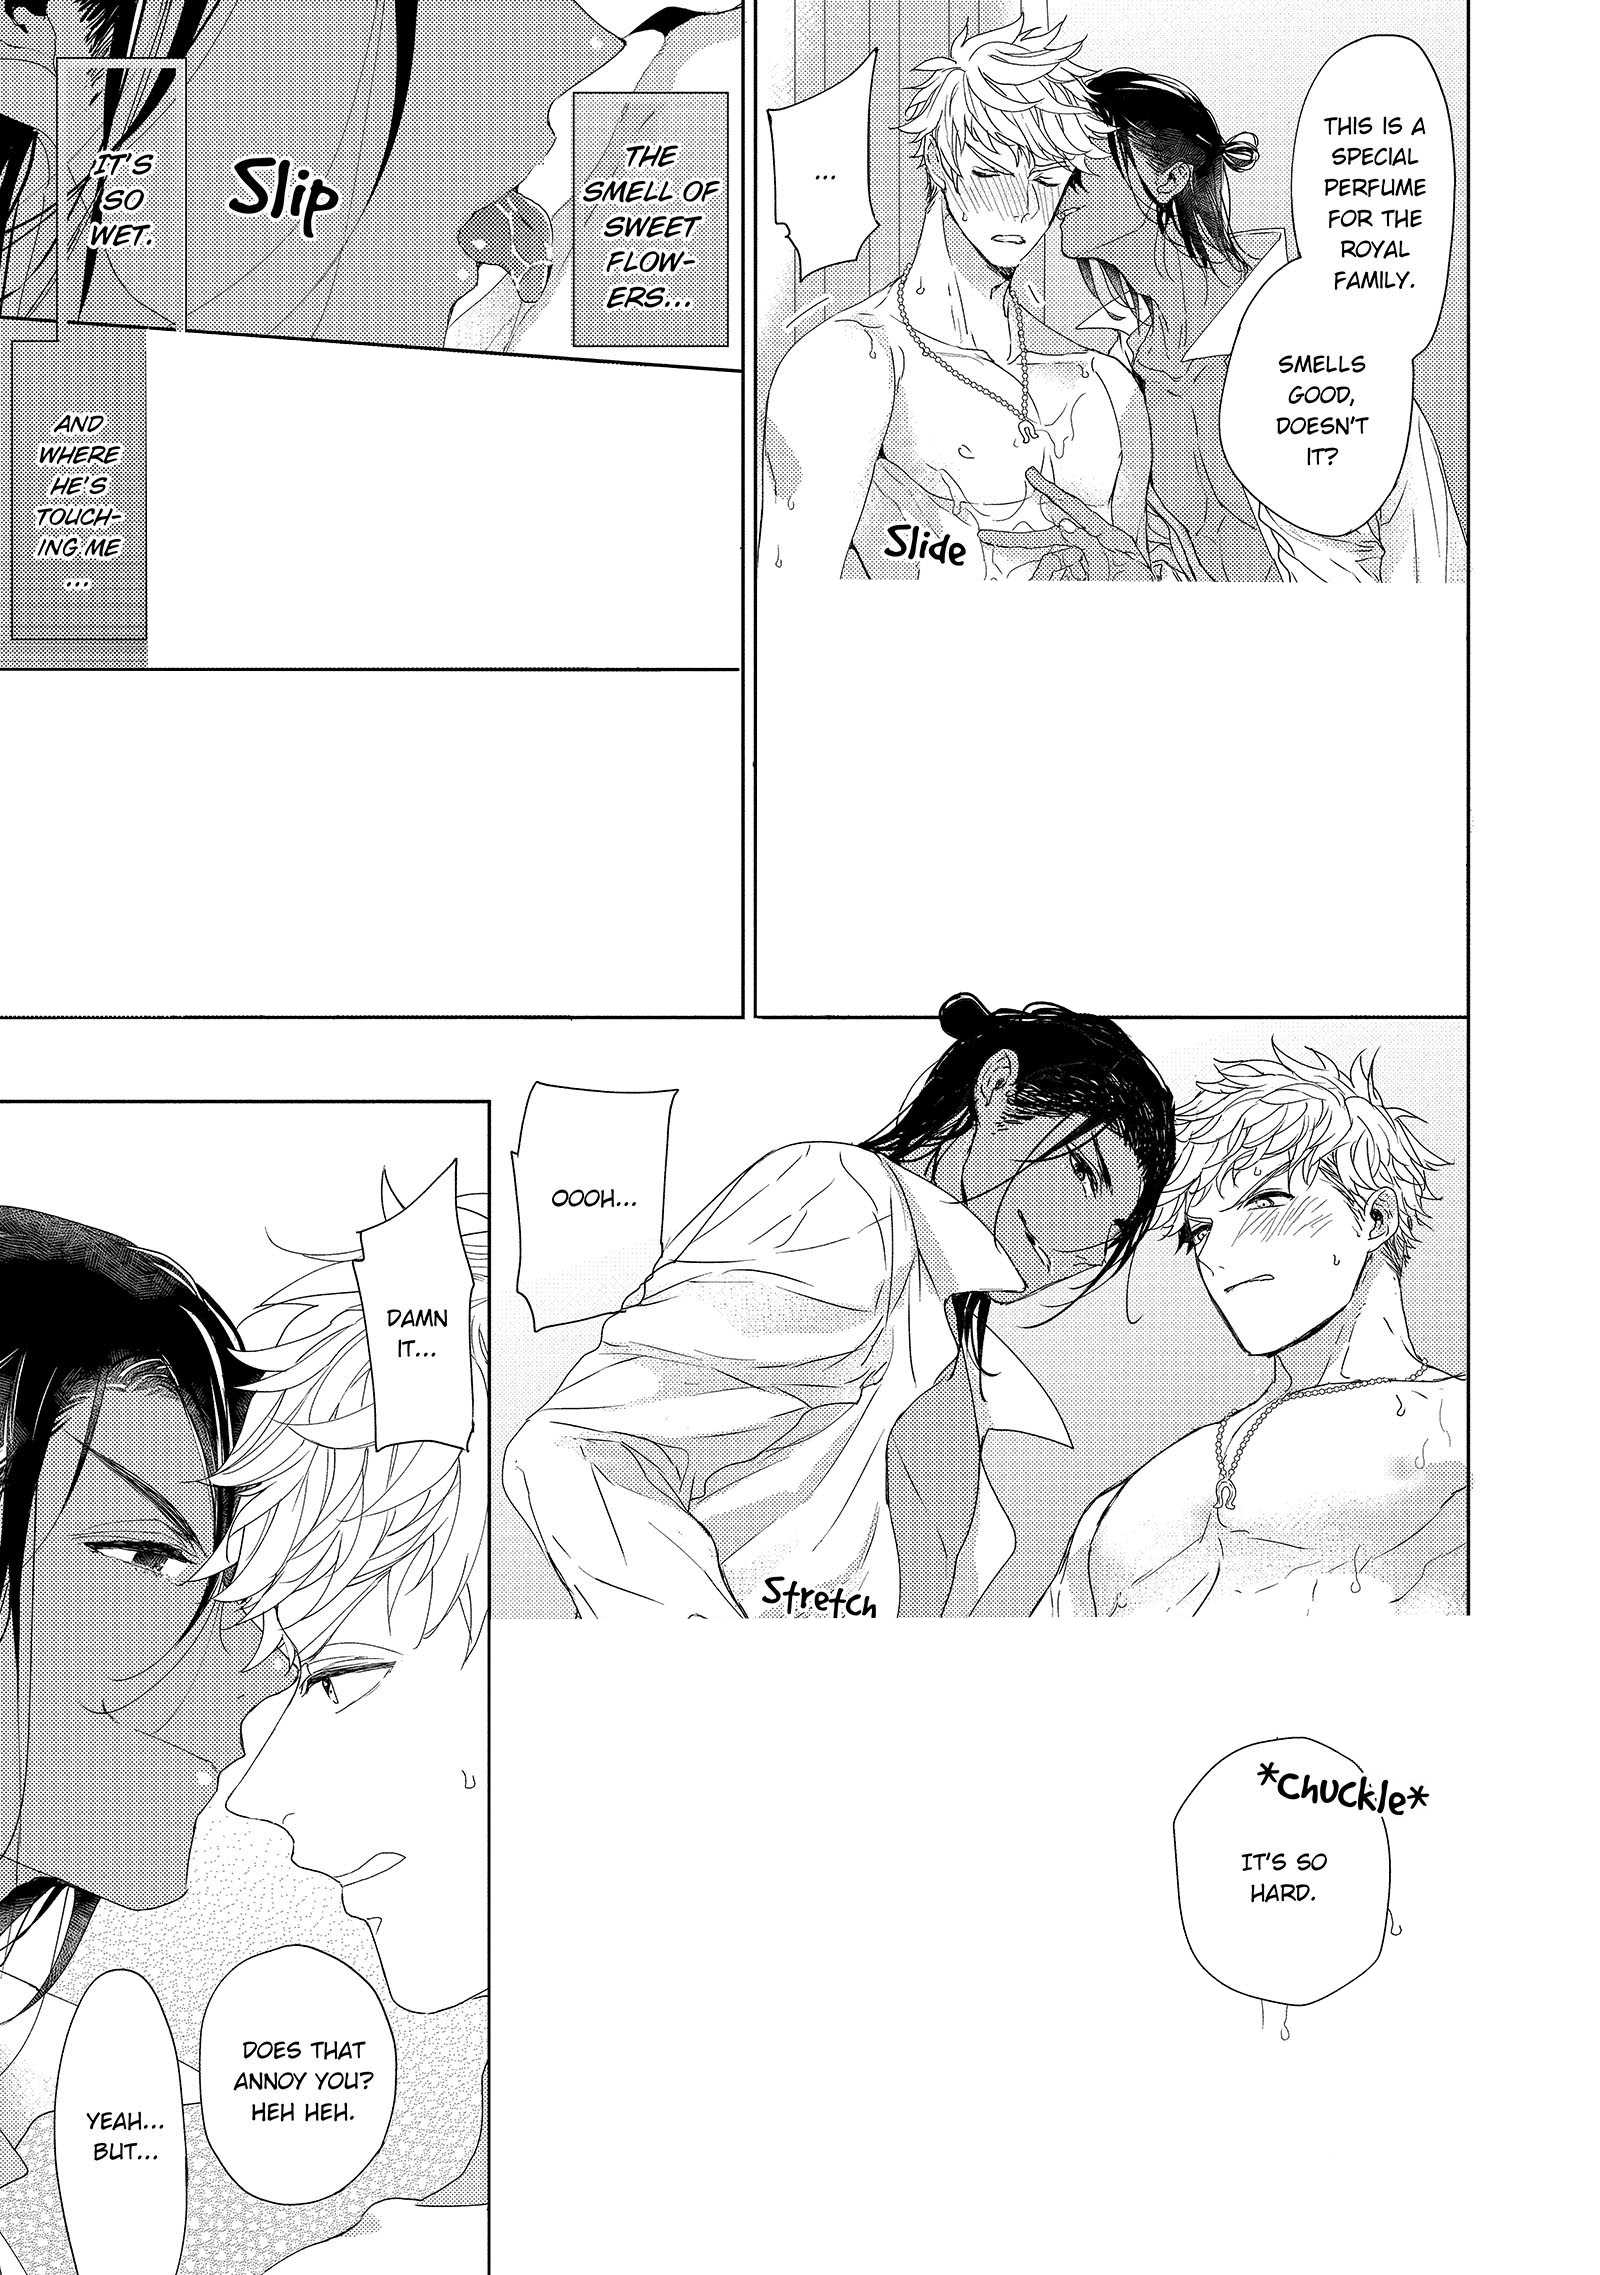 THIS IS A
SPECIAL
PERFUME
FOR THE
ROYAL
FAMILY.
SMELLS
GOOD,
DOESN'T
IT?
...
Slide
THE
SMELL OF
SWEET
FLOW-
ERS...
Slip
IT'S
SO
WET.
AND
WHERE
HE'S
TOUCH-
ING ME
...
OOOH...
Stretch
*Chuckle*
IT'S SO
HARD.
DAMN
IT...
DOES THAT
ANNOY YOU?
HEH HEH.
YEAH...
BUT...